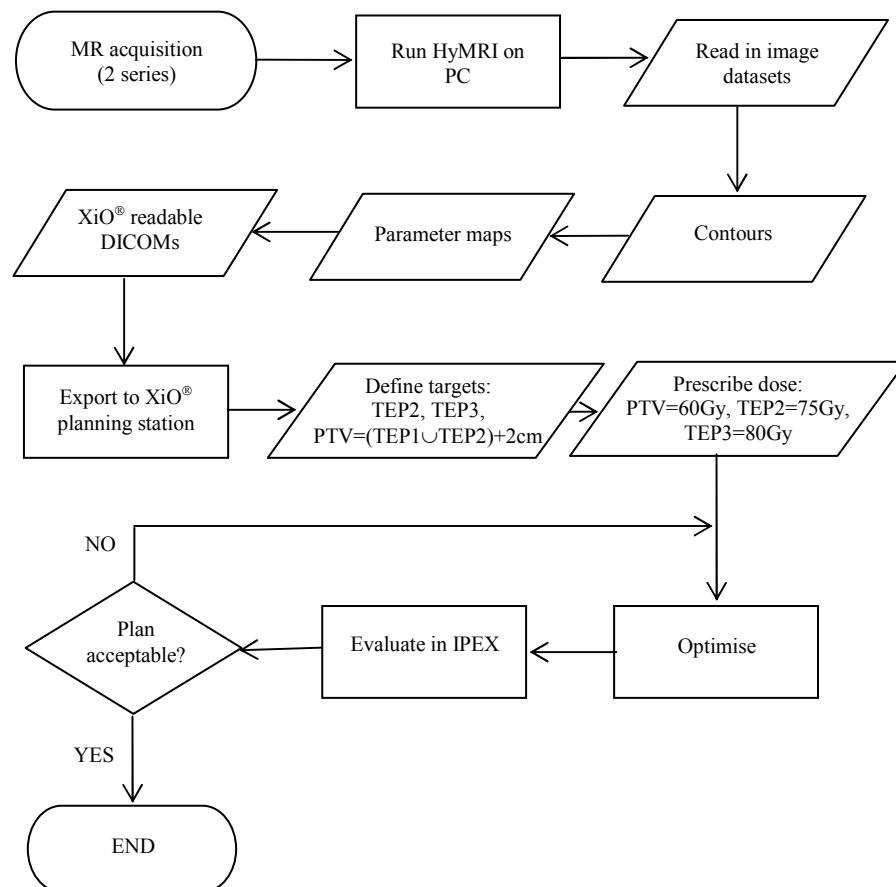 MR acquisition
(2 series)
Run HyMRI on
PC
Read in image
datasets
XiO® readable
DICOMs
Parameter maps
Contours
Export to XiO®
planning station
Define targets:
TEP2, TEP3,
PTV=(TEP1∪TEP2)+2cm
Prescribe dose:
PTV=60Gy, TEP2=75Gy,
TEP3=80Gy
NO
Plan
acceptable?
Evaluate in IPEX
Optimise
YES
END